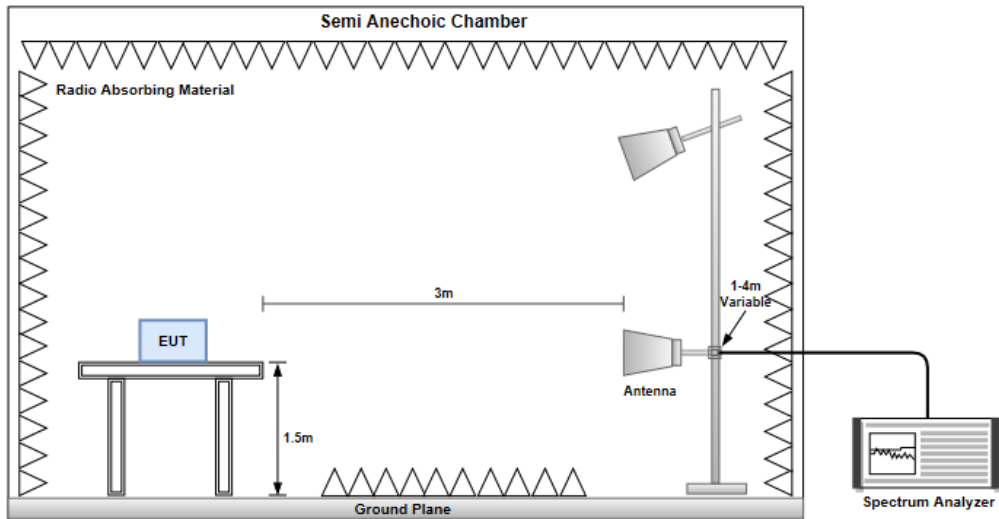 Semi Anechoic Chamber
Radio Absorbing Material
3m
1-4m
Variable
EUT
Antenna
1.5m
Ground Plane
Spectrum Analyzer